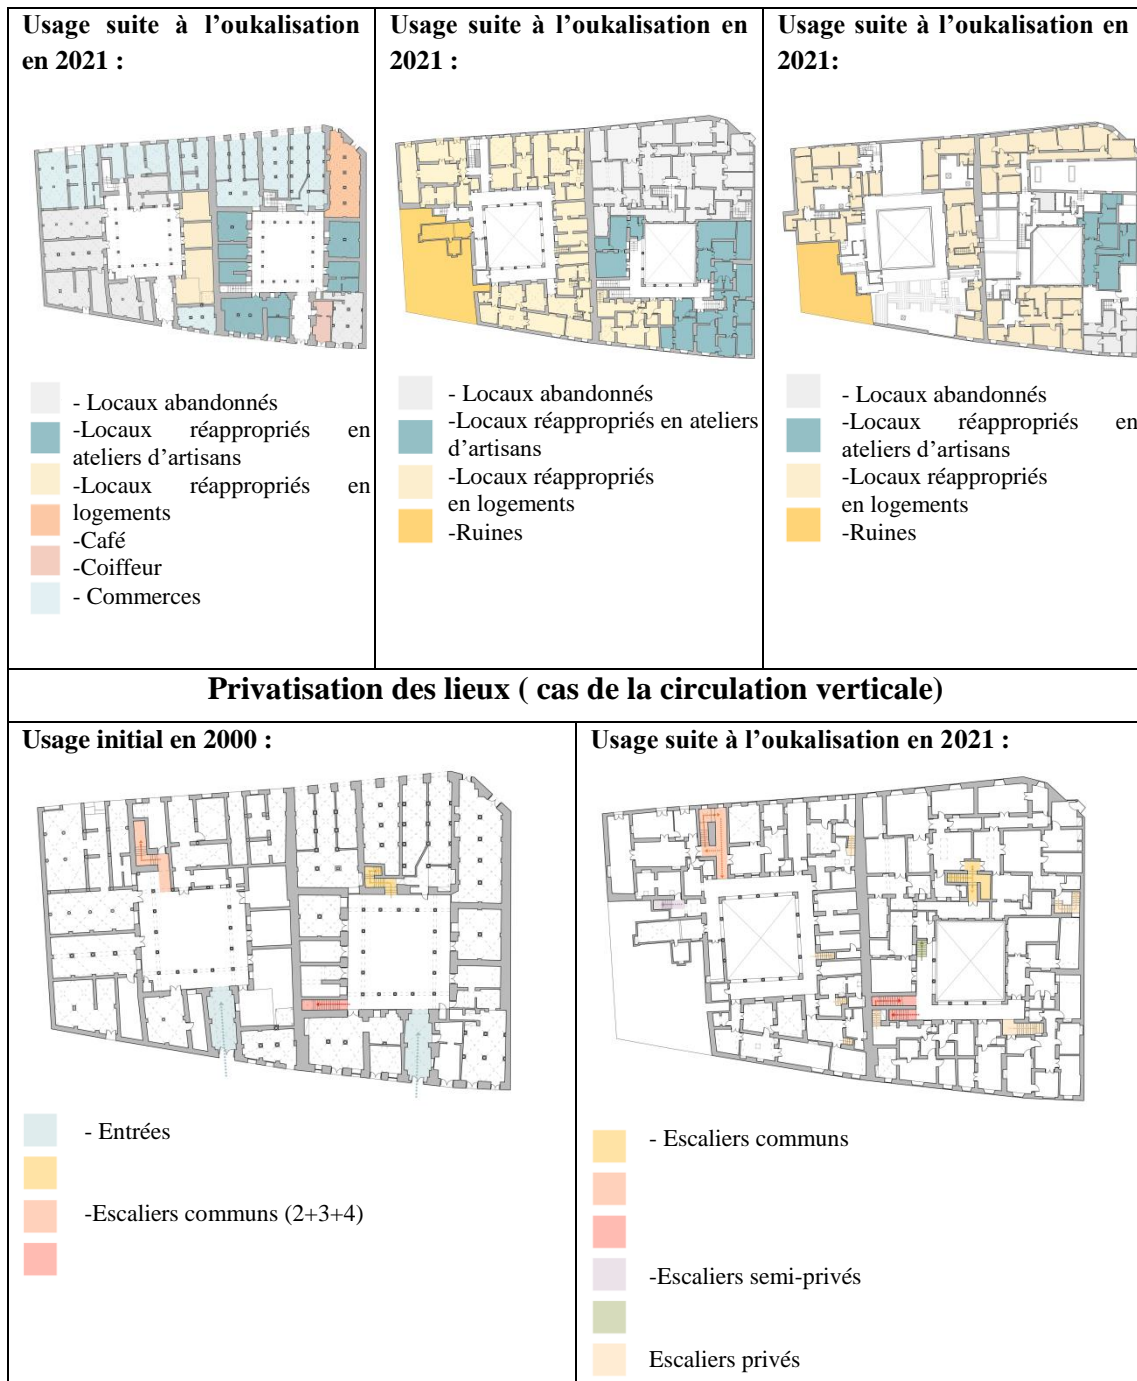 Usage suite à l’oukalisation
en 2021 :
- Locaux abandonnés
-Locaux réappropriés en
ateliers d’artisans
-Locaux réappropriés en
logements
-Café
-Coiffeur
- Commerces
Usage suite à l’oukalisation en
2021 :
- Locaux abandonnés
-Locaux réappropriés en ateliers
d’artisans
-Locaux réappropriés
en logements
-Ruines
Usage suite à l’oukalisation en
2021:
- Locaux abandonnés
-Locaux réappropriés en
ateliers d’artisans
-Locaux réappropriés
en logements
-Ruines
Privatisation des lieux ( cas de la circulation verticale)
Usage initial en 2000 :
- Entrées
-Escaliers communs (2+3+4)
Usage suite à l’oukalisation en 2021 :
- Escaliers communs
-Escaliers semi-privés
Escaliers privés